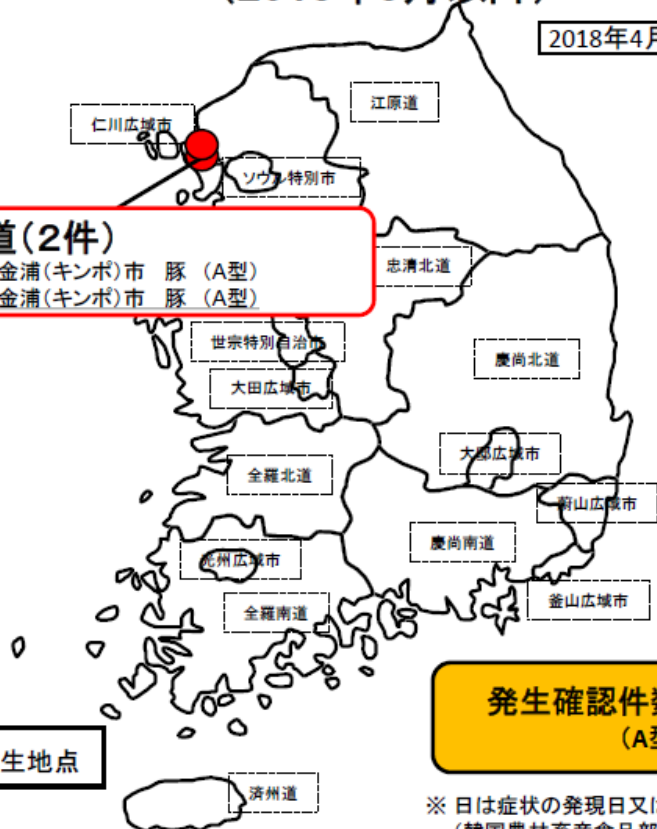 2018年4月
江原道
仁川広域市
ソウル特別市
道(2件)
金浦(キンポ)市 豚 (A型)
金浦(キンポ)市 豚 (A型)
忠清北道
世宗特別自治市
慶尚北道
大田広域市
大邱広域市
全羅北道
蔚山広域市
慶尚南道
光州広域市
釜山広域市
全羅南道
発生確認件
(A型
生地点
済州道
※ 日は症状の発現日又は